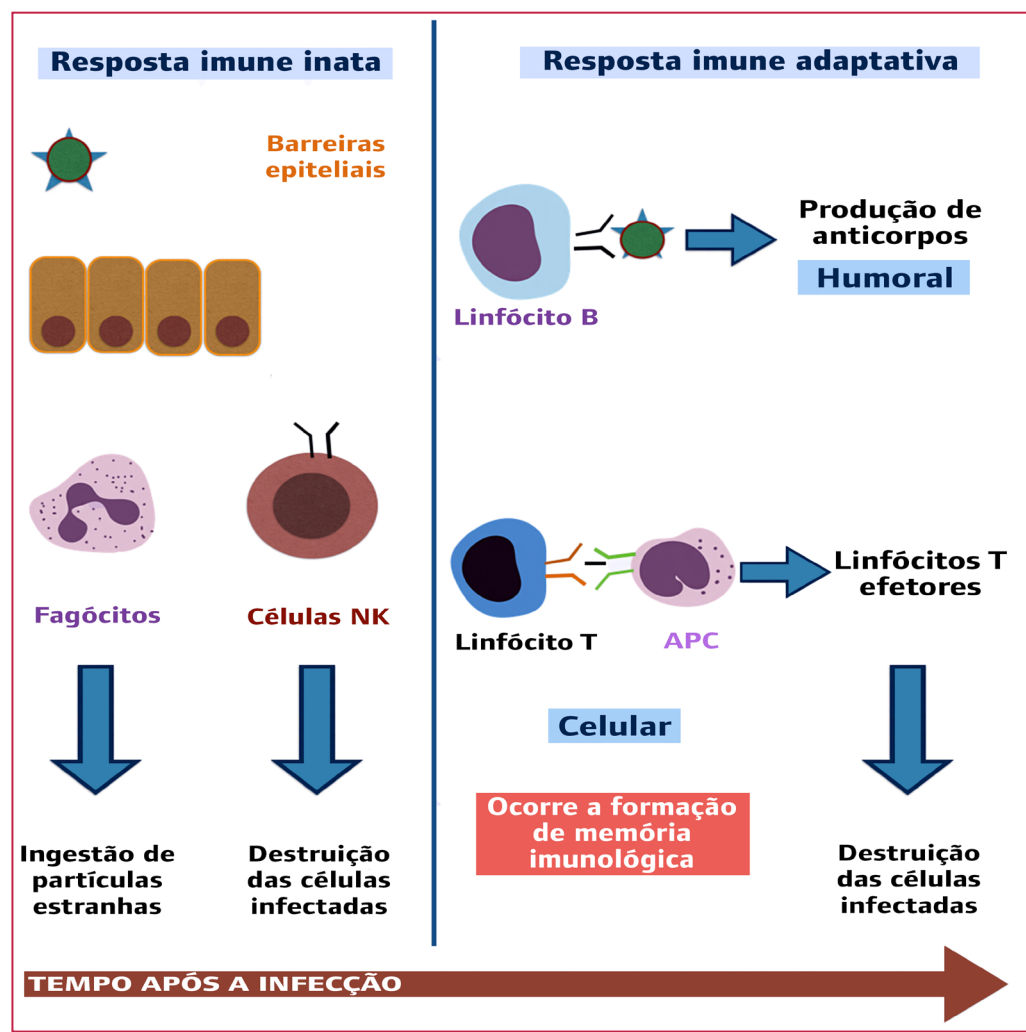 Resposta imune inata
Barreiras
epiteliais
Fagócitos
Células NK
Ingestão de
partículas
estranhas
Destruição
das células
infectadas
Resposta imune adaptativa
Linfócito B
Produção de
anticorpos
Humoral
Linfócito T
APC
Linfócitos T
efetores
Celular
Ocorre a formação
de memória
imunológica
Destruição
das células
infectadas
TEMPO APÓS A INFECÇÃO